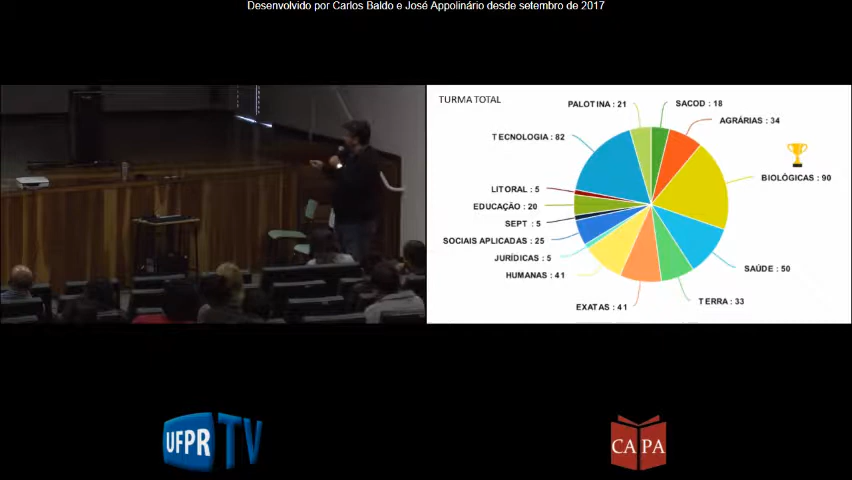 Desenvolvido por Carlos Baldo e José Appolinário desde setembro de 2017
TURMA TOTAL
PALOTINA : 21
SACOD : 18
AGRÁRIAS : 34
TECNOLOGIA : 82
BIOLÓGICAS : 90
LITORAL : 5
EDUCAÇÃO : 20
SEPT : 5
SOCIAIS APLICADAS : 25
JURÍDICAS : 5
SAÚDE : 50
HUMANAS : 41
TERRA : 33
EXATAS : 41
UFPR TV
CAPA